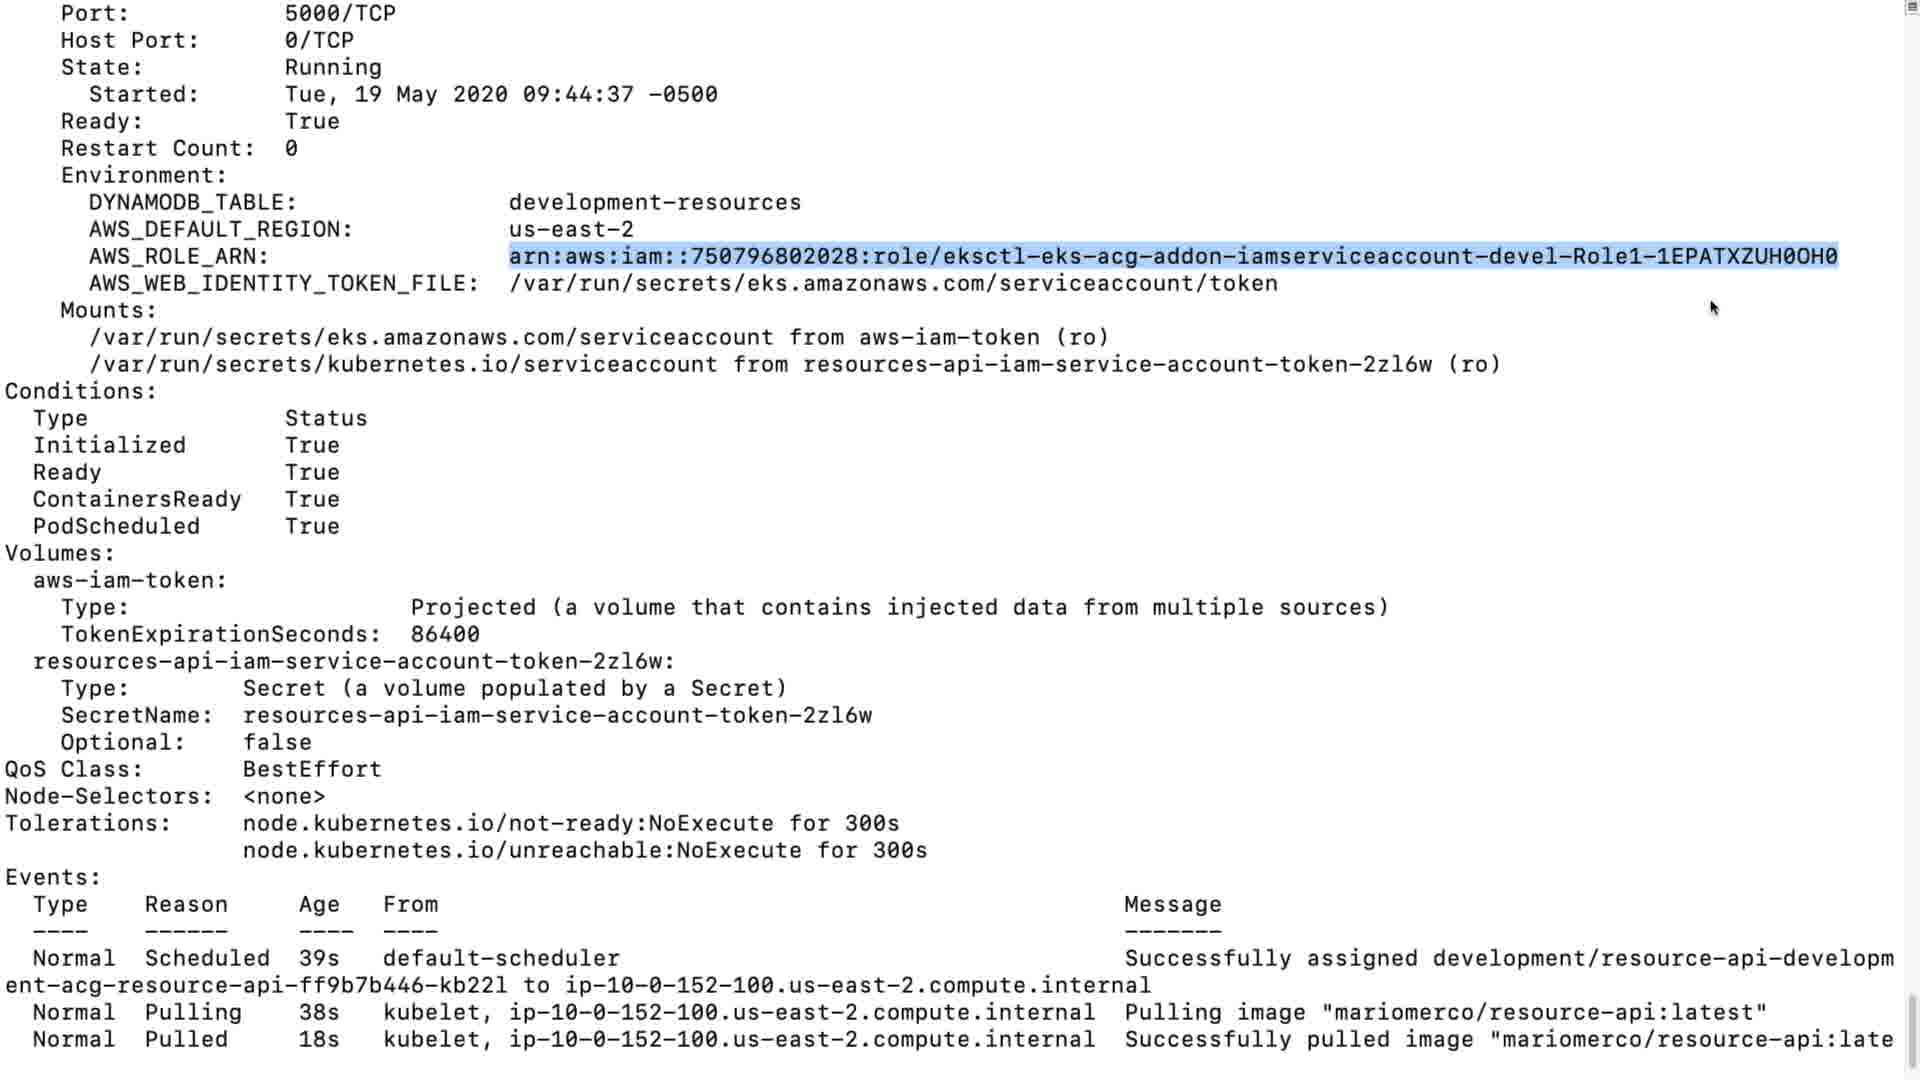 Port: 5000/TCP
Host Port: 0/TCP
State: Running
Started: Tue, 19 May 2020 09:44:37 -0500
Ready: True
Restart Count: 0
Environment:
DYNAMODB_TABLE: development-resources
AWS_DEFAULT_REGION: us-east-2
AWS_ROLE_ARN: arn:aws:iam::750796802028:role/eksctl-eks-acg-addon-iamserviceaccount-devel-Role1-1EPATXZUH0OH0
AWS_WEB_IDENTITY_TOKEN_FILE: /var/run/secrets/eks.amazonaws.com/serviceaccount/token
Mounts:
/var/run/secrets/eks.amazonaws.com/serviceaccount from aws-iam-token (ro)
/var/run/secrets/kubernetes.io/serviceaccount from resources-api-iam-service-account-token-2zl6w (ro)
Conditions:
Type Status
Initialized True
Ready True
ContainersReady True
PodScheduled True
Volumes:
aws-iam-token:
Type: Projected (a volume that contains injected data from multiple sources)
TokenExpirationSeconds: 86400
resources-api-iam-service-account-token-2zl6w:
Type: Secret (a volume populated by a Secret)
SecretName: resources-api-iam-service-account-token-2zl6w
Optional: false
QoS Class: BestEffort
Node-Selectors: <none>
Tolerations: node.kubernetes.io/not-ready:NoExecute for 300s
node.kubernetes.io/unreachable:NoExecute for 300s
Events:
Type Reason Age From Message
---- ------ ---- ---- -------
Normal Scheduled 39s default-scheduler Successfully assigned development/resource-api-developm
ent-acg-resource-api-ff9b7b446-kb22l to ip-10-0-152-100.us-east-2.compute.internal
Normal Pulling 38s kubelet, ip-10-0-152-100.us-east-2.compute.internal Pulling image "mariomerco/resource-api:latest"
Normal Pulled 18s kubelet, ip-10-0-152-100.us-east-2.compute.internal Successfully pulled image "mariomerco/resource-api:late